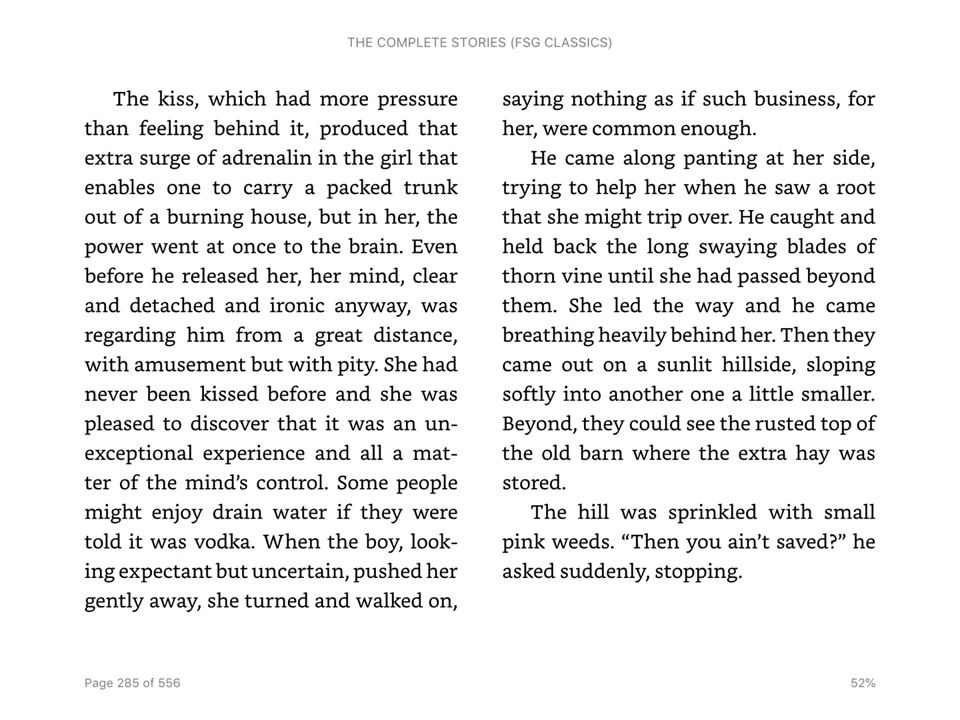 THE COMPLETE STORIES (FSG CLASSICS)
The kiss, which had more pressure
than feeling behind it, produced that
extra surge of adrenalin in the girl that
enables one to carry a packed trunk
out of a burning house, but in her, the
power went at once to the brain. Even
before he released her, her mind, clear
and detached and ironic anyway, was
regarding him from a great distance,
with amusement but with pity. She had
never been kissed before and she was
pleased to discover that it was an un-
exceptional experience and all a mat-
ter of the mind’s control. Some people
might enjoy drain water if they were
told it was vodka. When the boy, look-
ing expectant but uncertain, pushed her
gently away, she turned and walked on,
saying nothing as if such business, for
her, were common enough.
He came along panting at her side,
trying to help her when he saw a root
that she might trip over. He caught and
held back the long swaying blades of
thorn vine until she had passed beyond
them. She led the way and he came
breathing heavily behind her. Then they
came out on a sunlit hillside, sloping
softly into another one a little smaller.
Beyond, they could see the rusted top of
the old barn where the extra hay was
stored.
The hill was sprinkled with small
pink weeds. “Then you ain’t saved?” he
asked suddenly, stopping.
Page 285 of 556
52%